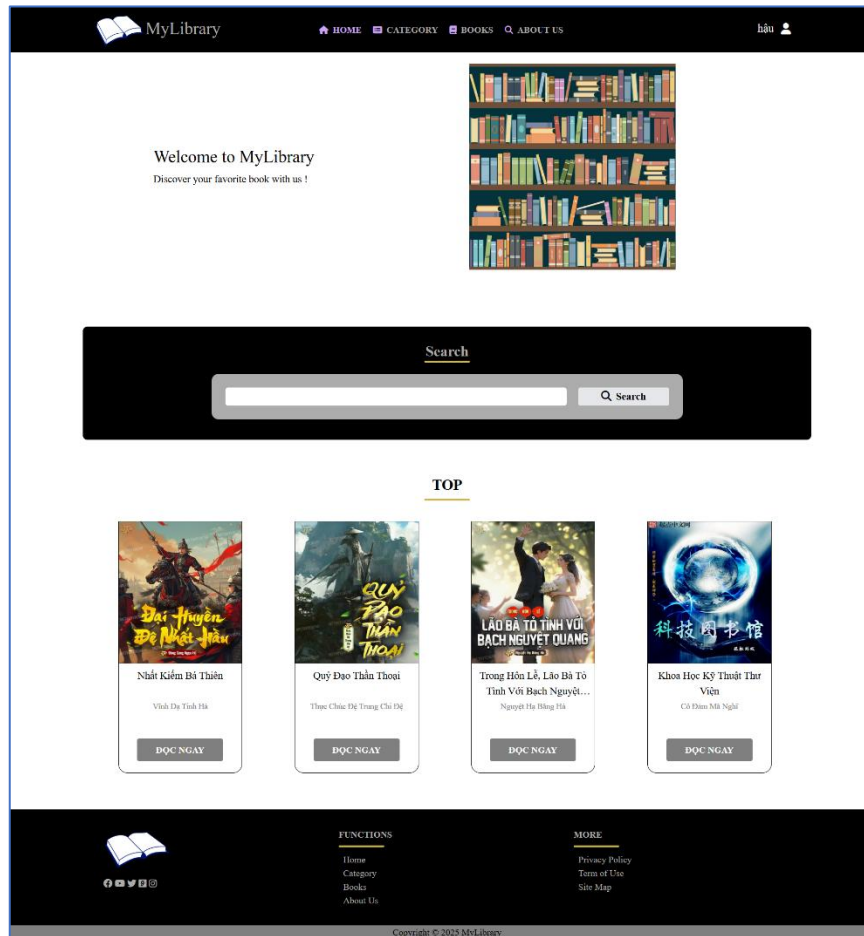 MyLibrary
HOME CATEGORY BOOKS ABOUT US
hậu
Welcome to MyLibrary
Discover your favorite book with us !
Search
Search
TOP
Đại Huyền
Đệ Nhất Hầu
QUỶ
ĐẠO
THẦN
THOẠI
LÃO BÀ TỎ TÌNH VỚI
BẠCH NGUYỆT QUANG
科技图书馆
Nhất Kiếm Bá Thiên
Vĩnh Dạ Tinh Hà
ĐỌC NGAY
Quỷ Đạo Thần Thoại
Thục Chúc Đệ Trung Chi Đệ
ĐỌC NGAY
Trong Hôn Lễ, Lão Bà Tỏ
Tình Với Bạch Nguyệt...
Nguyệt Hạ Băng Hà
ĐỌC NGAY
Khoa Học Kỹ Thuật Thư
Viện
Cô Đàm Mã Nghĩ
ĐỌC NGAY
FUNCTIONS
Home
Category
Books
About Us
MORE
Privacy Policy
Term of Use
Site Map
Copyright © 2025 MyLibrary